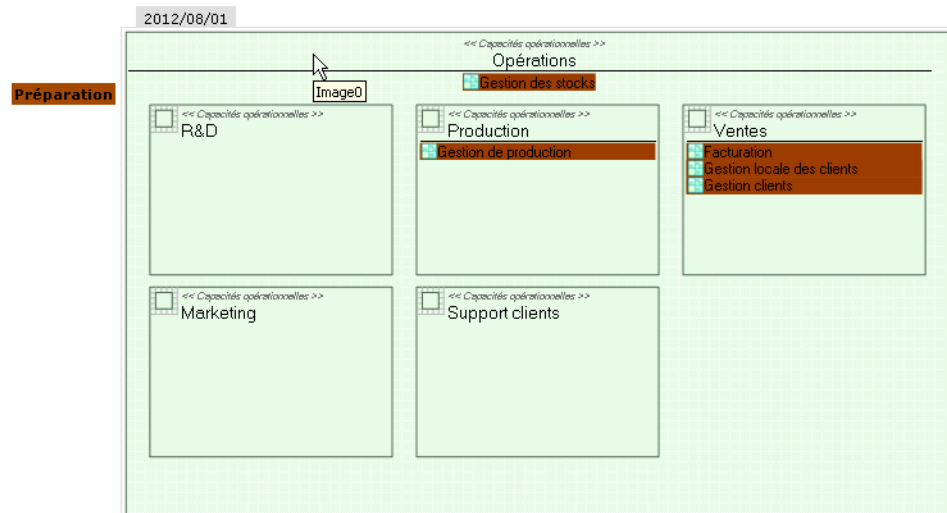 2012/08/01
<< Capacités opérationnelles >>
Opérations
Gestion des stocks
Préparation
Image0
<< Capacités opérationnelles >>
R&D
<< Capacités opérationnelles >>
Production
Gestion de production
<< Capacités opérationnelles >>
Ventes
Facturation
Gestion locale des clients
Gestion clients
<< Capacités opérationnelles >>
Marketing
<< Capacités opérationnelles >>
Support clients